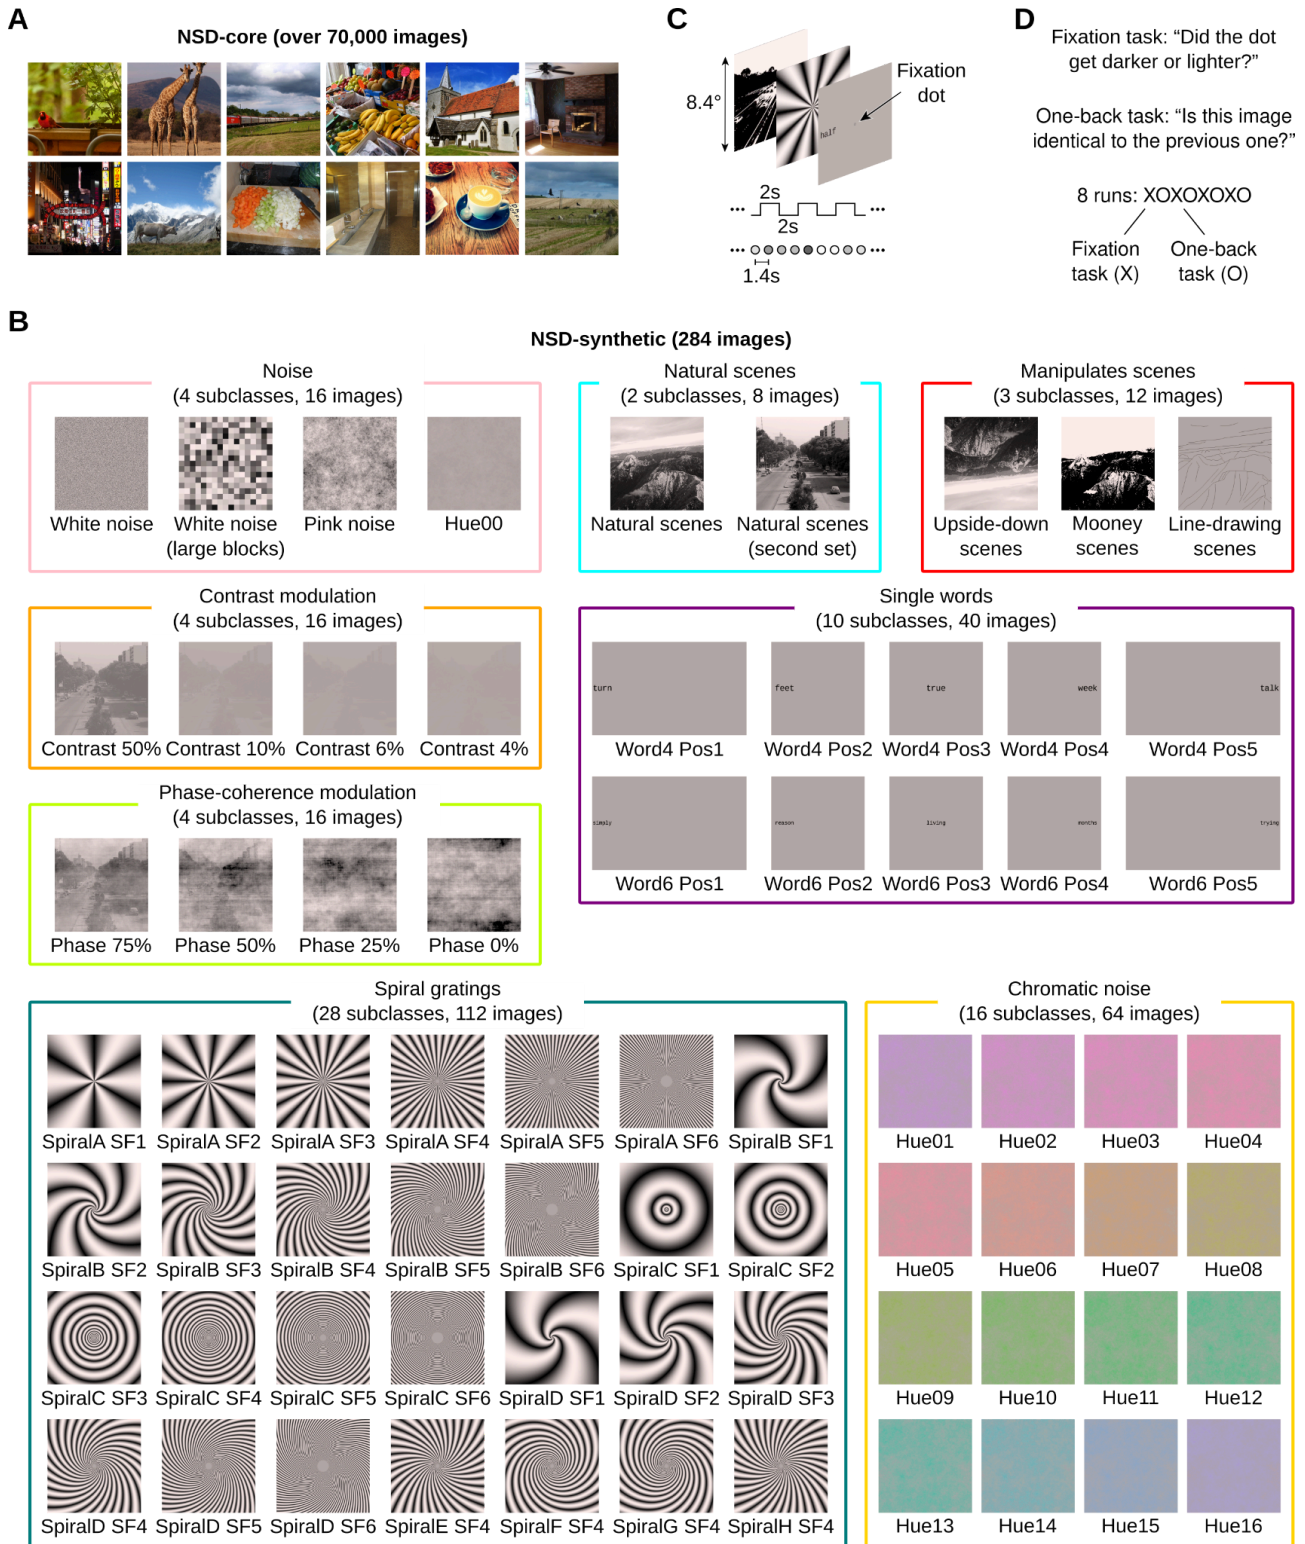 A
NSD-core (over 70,000 images)
C
8.4°
half
Fixation
dot
2s
2s
1.4s
D
Fixation task: “Did the dot
get darker or lighter?”
One-back task: “Is this image
identical to the previous one?”
8 runs: XOXOXOXO
Fixation
task (X)
One-back
task (O)
B
NSD-synthetic (284 images)
Noise
(4 subclasses, 16 images)
White noise
White noise
(large blocks)
Pink noise
Hue00
Natural scenes
(2 subclasses, 8 images)
Natural scenes
Natural scenes
(second set)
Manipulates scenes
(3 subclasses, 12 images)
Upside-down
scenes
Mooney
scenes
Line-drawing
scenes
Contrast modulation
(4 subclasses, 16 images)
Contrast 50% Contrast 10% Contrast 6% Contrast 4%
Single words
(10 subclasses, 40 images)
turn feet true week talk
Word4 Pos1 Word4 Pos2 Word4 Pos3 Word4 Pos4 Word4 Pos5
simply reason living months trying
Word6 Pos1 Word6 Pos2 Word6 Pos3 Word6 Pos4 Word6 Pos5
Phase-coherence modulation
(4 subclasses, 16 images)
Phase 75% Phase 50% Phase 25% Phase 0%
Spiral gratings
(28 subclasses, 112 images)
SpiralA SF1 SpiralA SF2 SpiralA SF3 SpiralA SF4 SpiralA SF5 SpiralA SF6 SpiralB SF1
SpiralB SF2 SpiralB SF3 SpiralB SF4 SpiralB SF5 SpiralB SF6 SpiralC SF1 SpiralC SF2
SpiralC SF3 SpiralC SF4 SpiralC SF5 SpiralC SF6 SpiralD SF1 SpiralD SF2 SpiralD SF3
SpiralD SF4 SpiralD SF5 SpiralD SF6 SpiralE SF4 SpiralF SF4 SpiralG SF4 SpiralH SF4
Chromatic noise
(16 subclasses, 64 images)
Hue01 Hue02 Hue03 Hue04
Hue05 Hue06 Hue07 Hue08
Hue09 Hue10 Hue11 Hue12
Hue13 Hue14 Hue15 Hue16